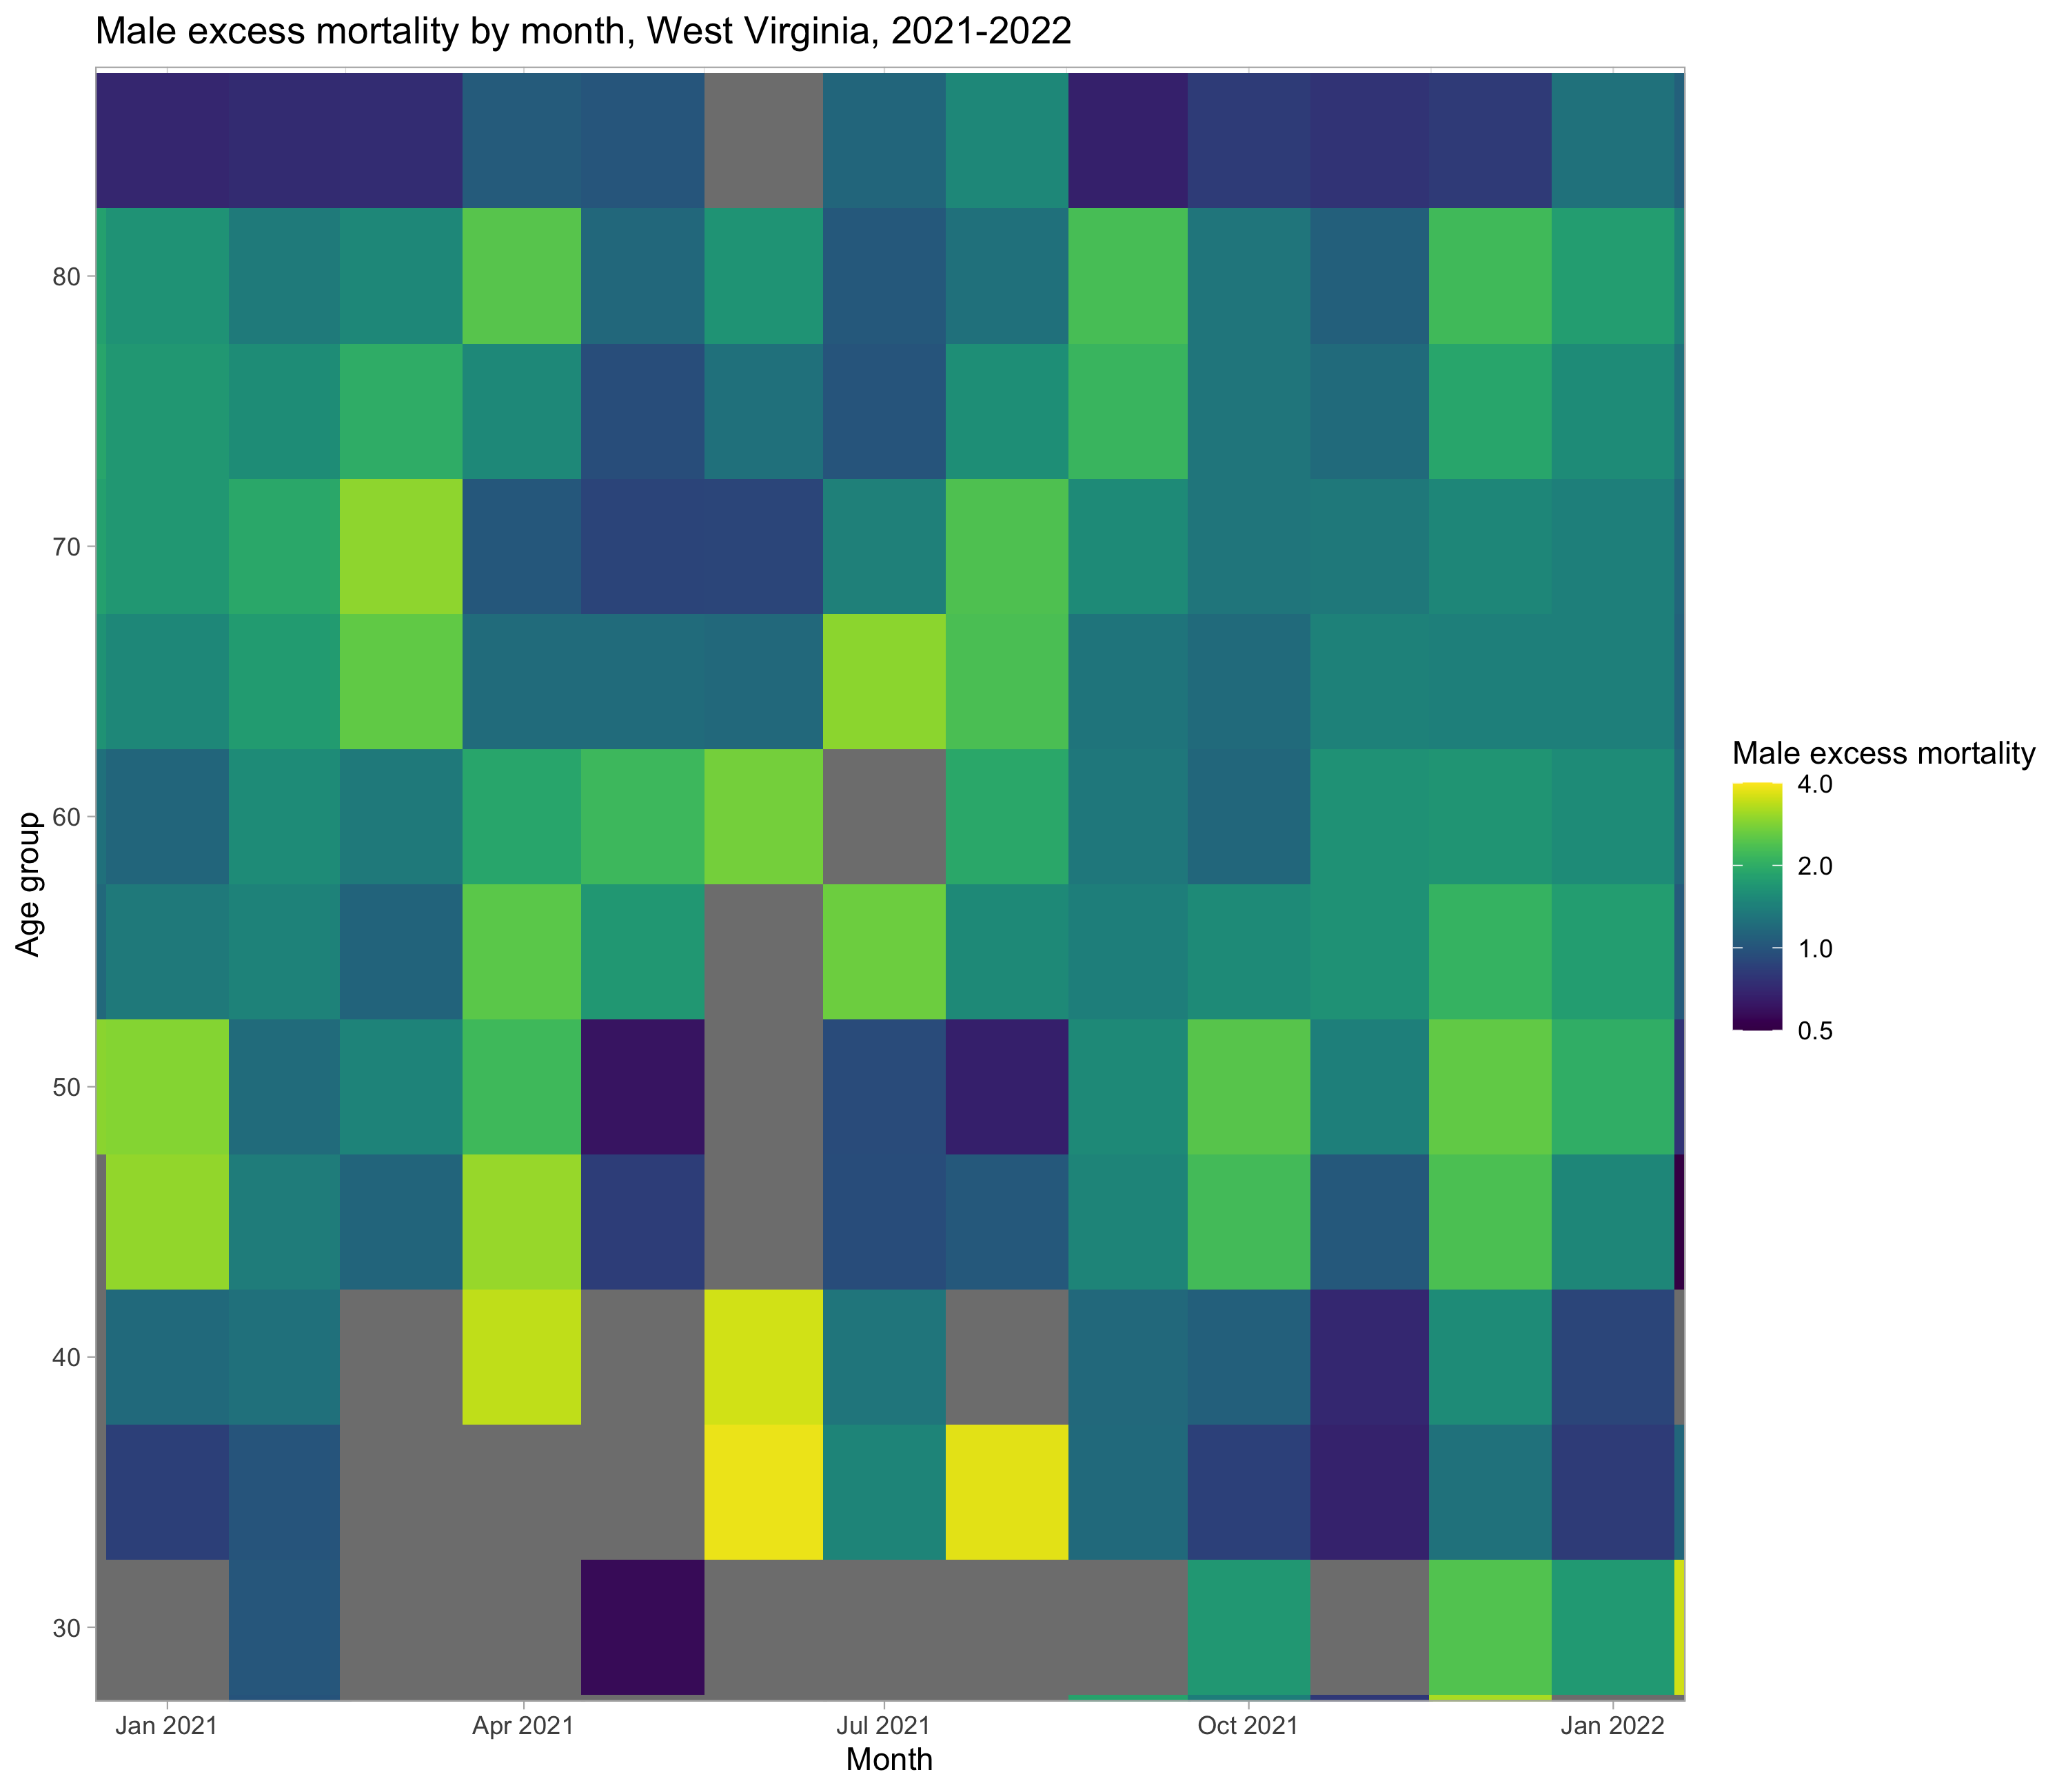 Male excess mortality by month, West Virginia, 2021-2022
80
70
60
50
40
30
Age group
Jan 2021
Apr 2021
Jul 2021
Oct 2021
Jan 2022
Month
Male excess mortality
4.0
2.0
1.0
0.5